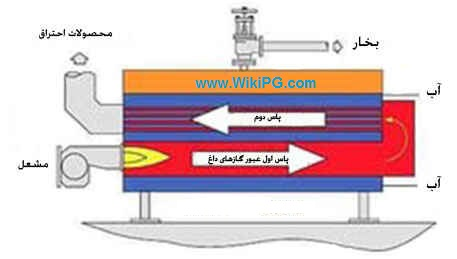 محصولات احتراق
بخار
www.WikiPG.com
آب
پاس دوم
پاس اول عبور گازهای داغ
مشعل
آب